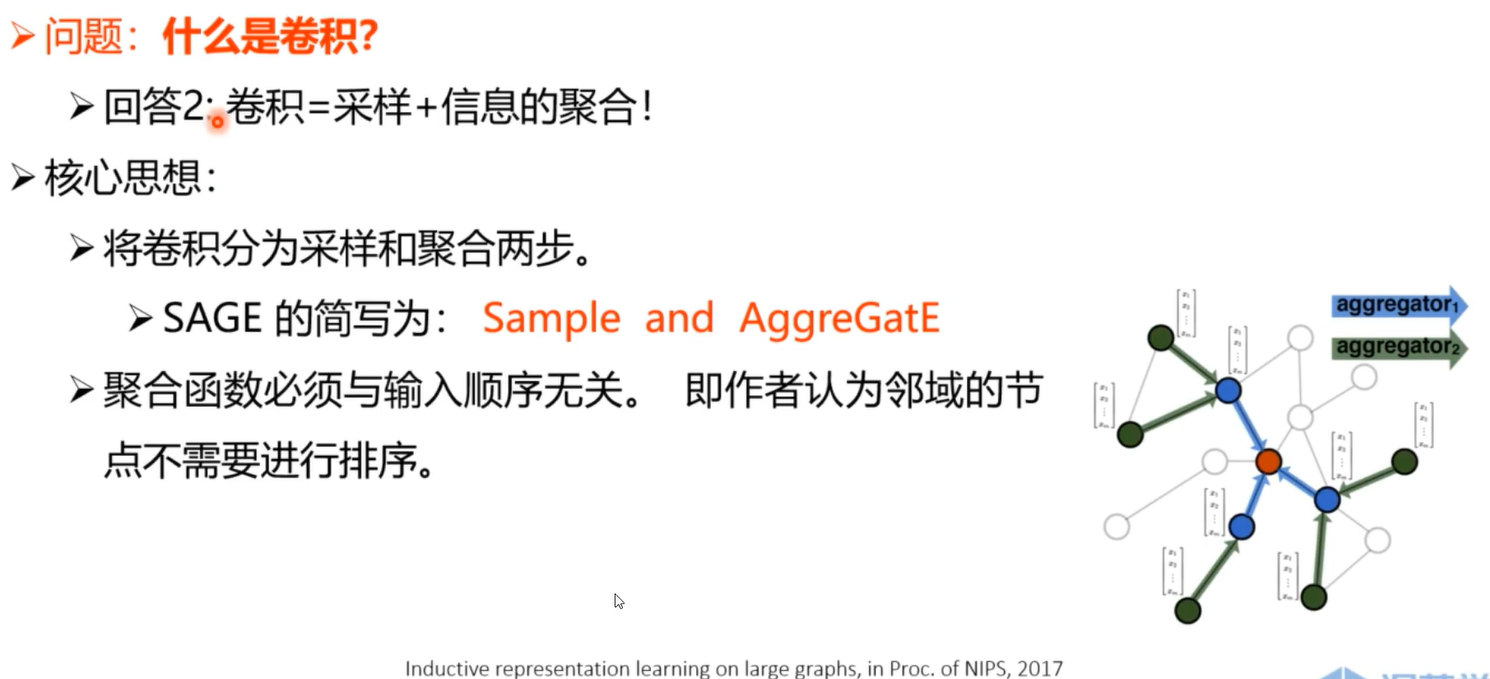 问题：什么是卷积？
回答2：卷积=采样+信息的聚合！
核心思想：
将卷积分为采样和聚合两步。
SAGE 的简写为： Sample and AggreGatE
聚合函数必须与输入顺序无关。 即作者认为邻域的节
点不需要进行排序。
aggregator₁
aggregator₂
Inductive representation learning on large graphs, in Proc. of NIPS, 2017